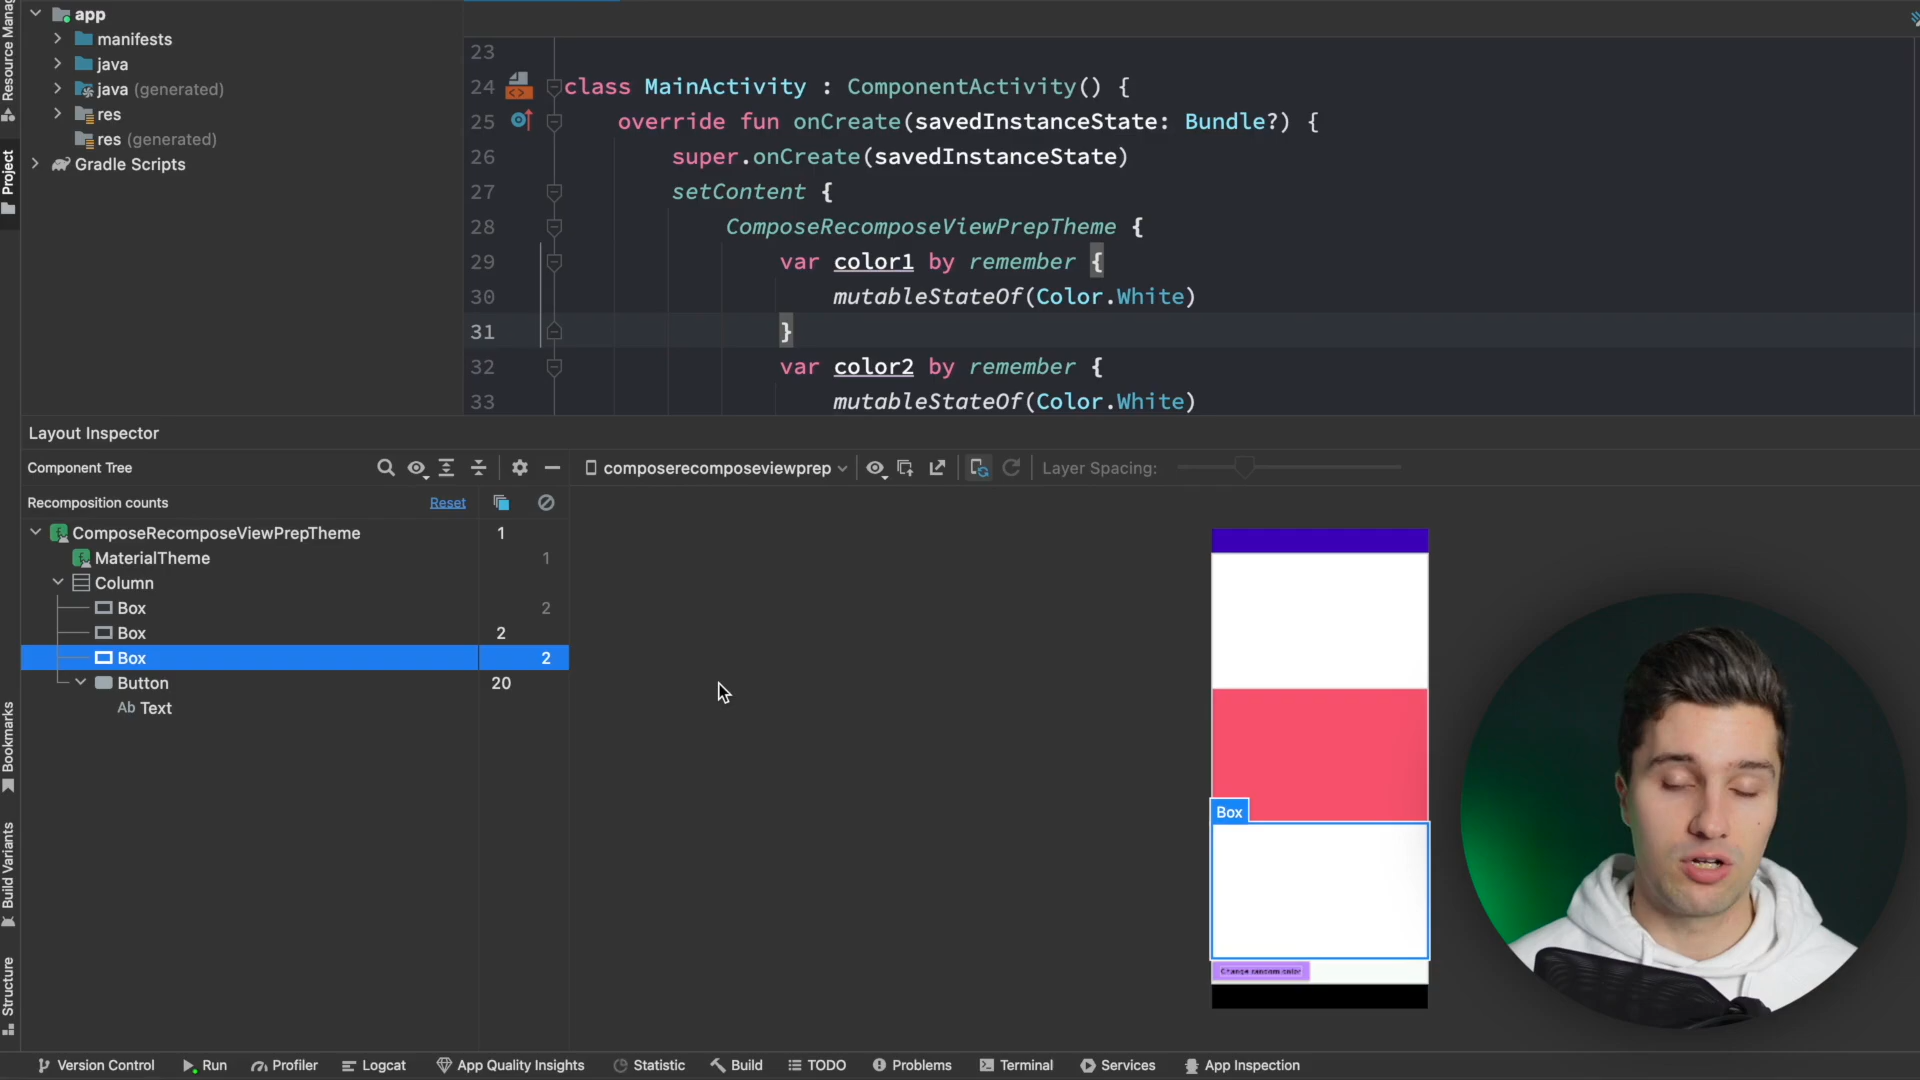 Resource Manag
Project
Bookmarks
Build Variants
Structure
app
manifests
java
java (generated)
res
res (generated)
Gradle Scripts
23
24 class MainActivity : ComponentActivity() {
25 override fun onCreate(savedInstanceState: Bundle?) {
26 super.onCreate(savedInstanceState)
27 setContent {
28 ComposeRecomposeViewPrepTheme {
29 var color1 by remember {
30 mutableStateOf(Color.White)
31 }
32 var color2 by remember {
33 mutableStateOf(Color.White)
Layout Inspector
Component Tree
composerecomposeviewprep
Layer Spacing:
Recomposition counts Reset
ComposeRecomposeViewPrepTheme 1
MaterialTheme 1
Column
Box 2
Box 2
Box 2
Button 20
Ab Text
Box
Change random color
Version Control Run Profiler Logcat App Quality Insights Statistic Build TODO Problems Terminal Services App Inspection